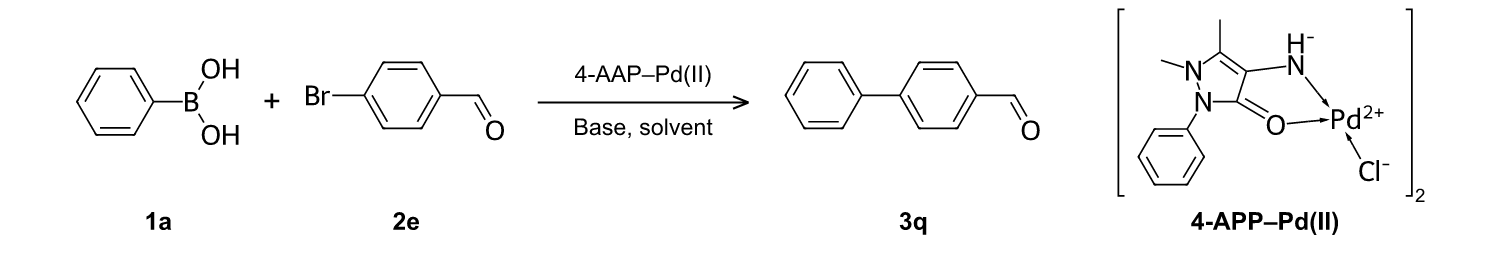 OH
B
OH
+
Br
O
4-AAP–Pd(II)
Base, solvent
O
N
N
H⁻
N
O
Pd²⁺
Cl⁻
2
1a
2e
3q
4-APP–Pd(II)